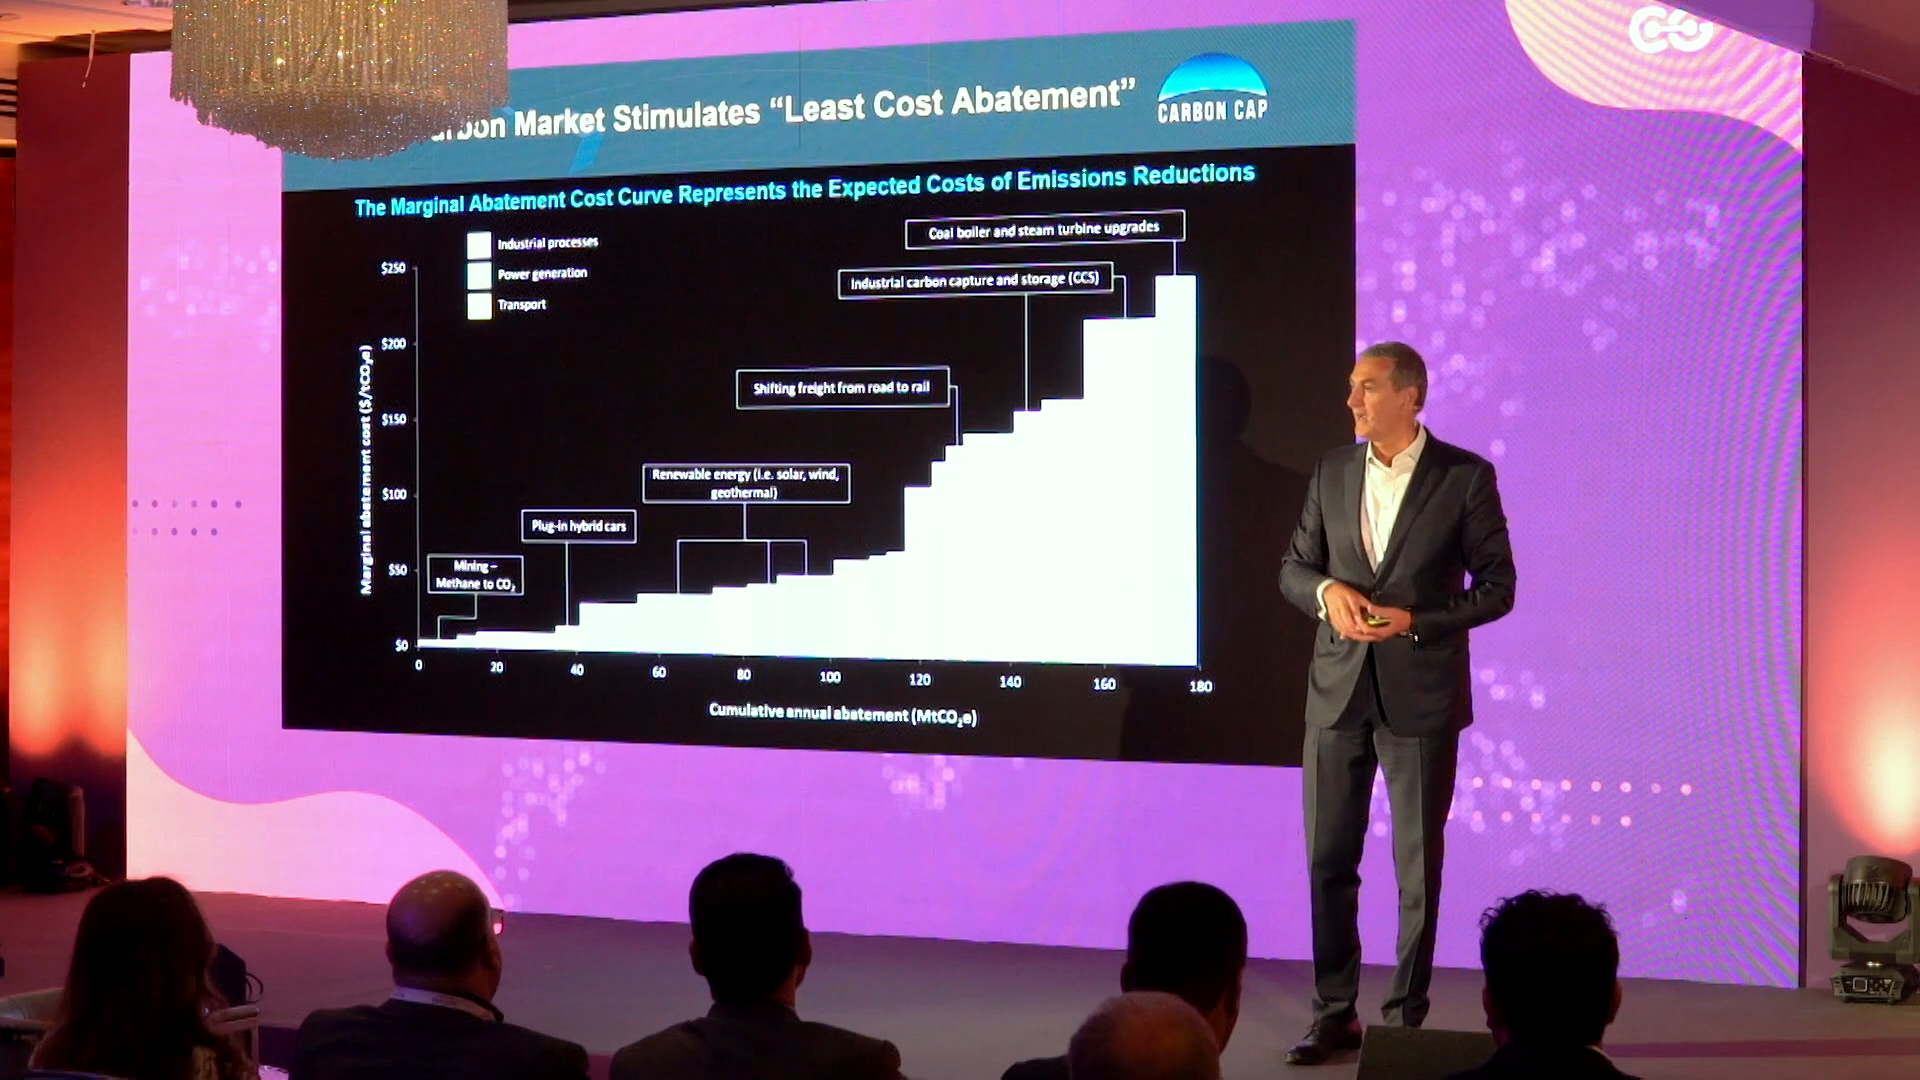 Market Stimulates “Least Cost Abatement”
CARBON CAP
The Marginal Abatement Cost Curve Represents the Expected Costs of Emissions Reductions
Industrial processes
Power generation
Transport
Coal boiler and steam turbine upgrades
Industrial carbon capture and storage (CCS)
Shifting freight from road to rail
Renewable energy (i.e. solar, wind,
geothermal)
Plug-in hybrid cars
Mining –
Methane to CO₂
Marginal abatement cost ($/tCO₂e)
$250
$200
$150
$100
$50
$0
0 20 40 60 80 100 120 140 160 180
Cumulative annual abatement (MtCO₂e)